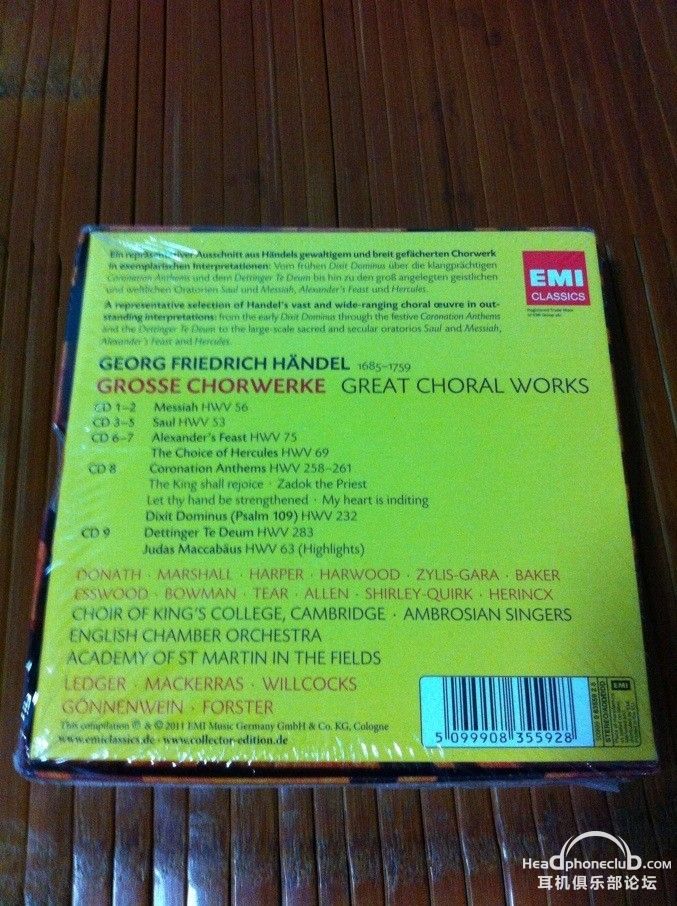 Ein repräsentativer Ausschnitt aus Händels gewaltigem und breit gefächerten Chorwerk
in exemplarischen Interpretationen: Vom frühen Dixit Dominus über die klangprächtigen
Coronation Anthems und dem Dettinger Te Deum bis hin zu den groß angelegten geistlichen
und weltlichen Oratorien Saul und Messiah, Alexander's Feast und Hercules.
A representative selection of Handel's vast and wide-ranging choral œuvre in out-
standing interpretations: from the early Dixit Dominus through the festive Coronation Anthems
and the Dettinger Te Deum to the large-scale sacred and secular oratorios Saul and Messiah,
Alexander's Feast and Hercules.
EMI
CLASSICS
Registered Trade Mark
GEORG FRIEDRICH HÄNDEL 1685–1759
GROSSE CHORWERKE GREAT CHORAL WORKS
CD 1–2 Messiah HWV 56
CD 3–5 Saul HWV 53
CD 6–7 Alexander's Feast HWV 75
The Choice of Hercules HWV 69
CD 8 Coronation Anthems HWV 258–261
The King shall rejoice · Zadok the Priest
Let thy hand be strengthened · My heart is inditing
Dixit Dominus (Psalm 109) HWV 232
CD 9 Dettinger Te Deum HWV 283
Judas Maccabäus HWV 63 (Highlights)
DONATH · MARSHALL · HARPER · HARWOOD · ZYLIS-GARA · BAKER
ESSWOOD · BOWMAN · TEAR · ALLEN · SHIRLEY-QUIRK · HERINCX
CHOIR OF KING'S COLLEGE, CAMBRIDGE · AMBROSIAN SINGERS
ENGLISH CHAMBER ORCHESTRA
ACADEMY OF ST MARTIN IN THE FIELDS
LEDGER · MACKERRAS · WILLCOCKS
GÖNNENWEIN · FORSTER
This compilation ℗ & © 2011 EMI Music Germany GmbH & Co. KG, Cologne
www.emiclassics.de · www.collector-edition.de
5 099908 355928
EMI
Headphoneclub.com
耳机俱乐部论坛